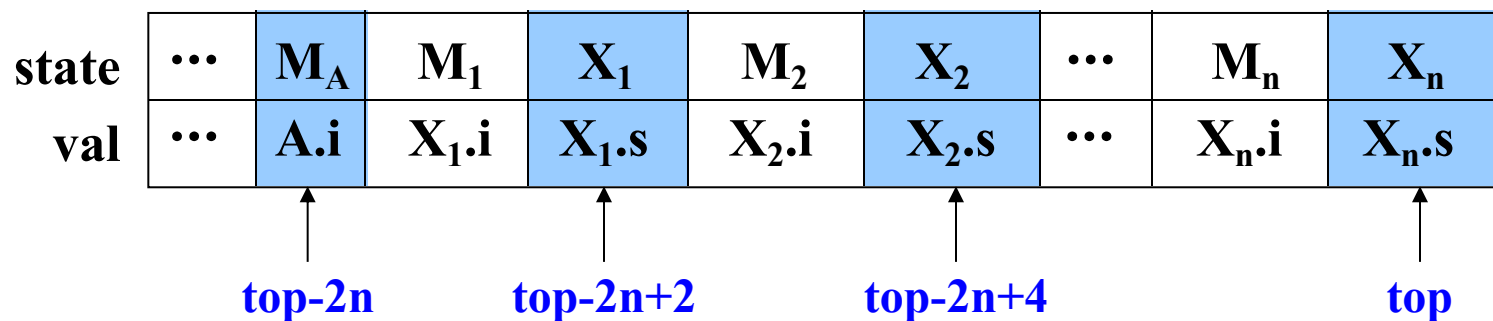 state ··· M_A M_1 X_1 M_2 X_2 ··· M_n X_n
val ··· A.i X_1.i X_1.s X_2.i X_2.s ··· X_n.i X_n.s
top-2n top-2n+2 top-2n+4 top